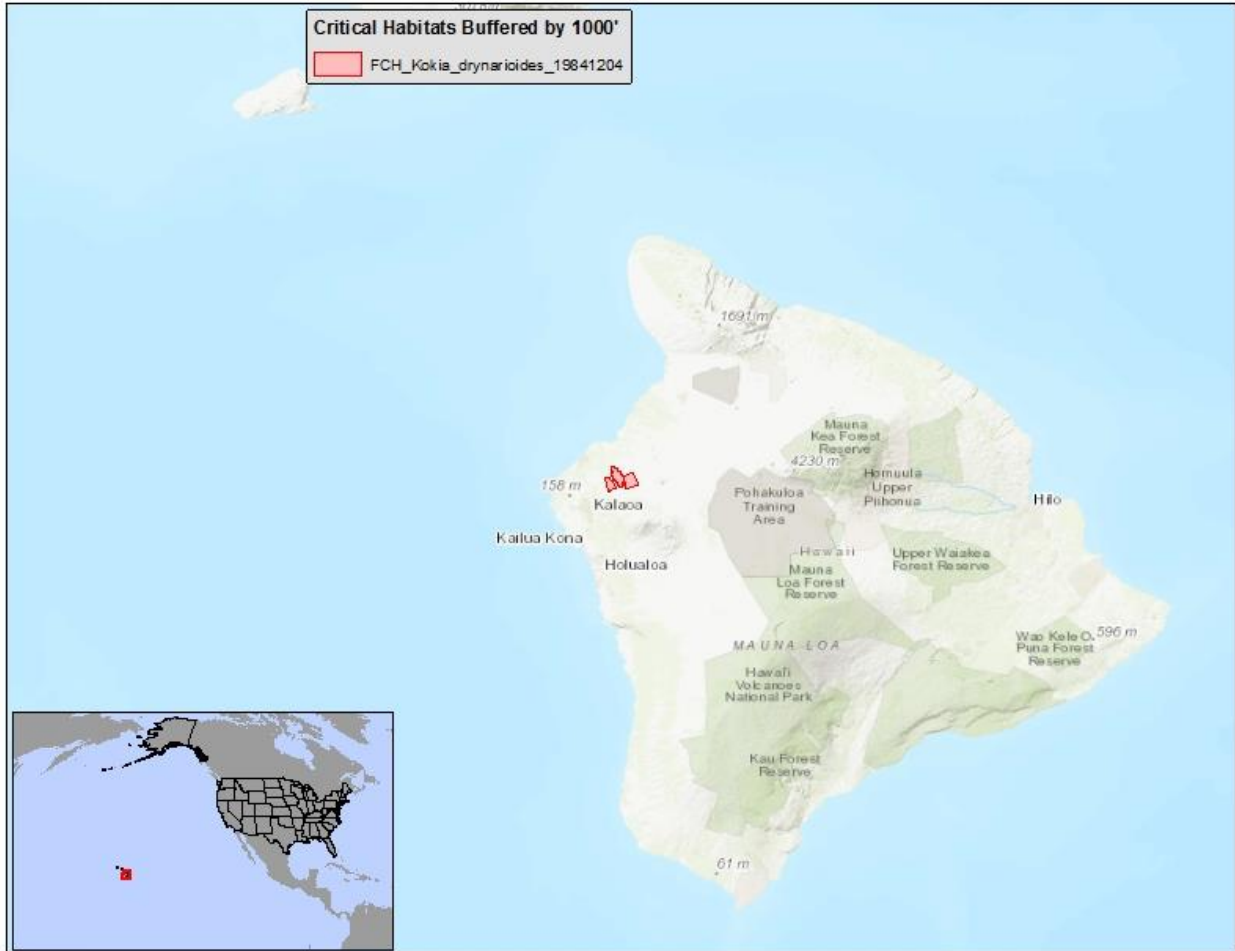 Critical Habitats Buffered by 1000'
FCH_Kokia_drynarioides_19841204
1691 m
Mauna
Kea Forest
Reserve
4230 m
158 m
Kalaoa
Pohakuloa
Training
Area
Homuula
Upper
Piihonua
Hilo
Kailua Kona
Holualoa
Hawaii
Mauna
Loa Forest
Reserve
Upper Waiakea
Forest Reserve
MAUNA LOA
Wao Kele O
Puna Forest
Reserve
596 m
Hawai'i
Volcanoes
National Park
Kau Forest
Reserve
61 m